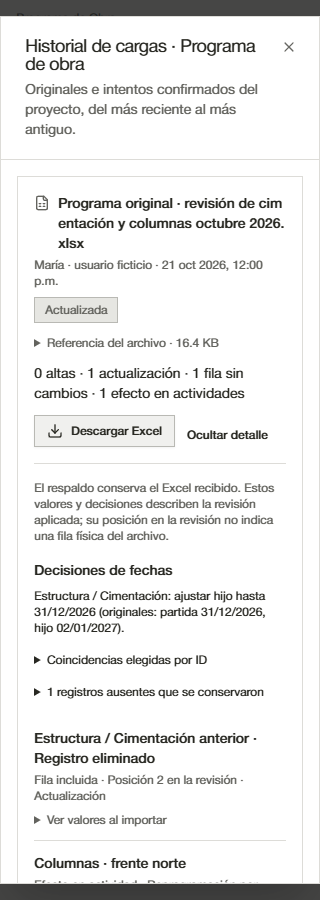 Historial de cargas · Programa
de obra
Originales e intentos confirmados del
proyecto, del más reciente al más
antiguo.
Programa original · revisión de cim
entación y columnas octubre 2026.
xlsx
María · usuario ficticio · 21 oct 2026, 12:00
p.m.
Actualizada
Referencia del archivo · 16.4 KB
0 altas · 1 actualización · 1 fila sin
cambios · 1 efecto en actividades
Descargar Excel
Ocultar detalle
El respaldo conserva el Excel recibido. Estos
valores y decisiones describen la revisión
aplicada; su posición en la revisión no indica
una fila física del archivo.
Decisiones de fechas
Estructura / Cimentación: ajustar hijo hasta
31/12/2026 (originales: partida 31/12/2026,
hijo 02/01/2027).
Coincidencias elegidas por ID
1 registros ausentes que se conservaron
Estructura / Cimentación anterior ·
Registro eliminado
Fila incluida · Posición 2 en la revisión ·
Actualización
Ver valores al importar
Columnas · frente norte